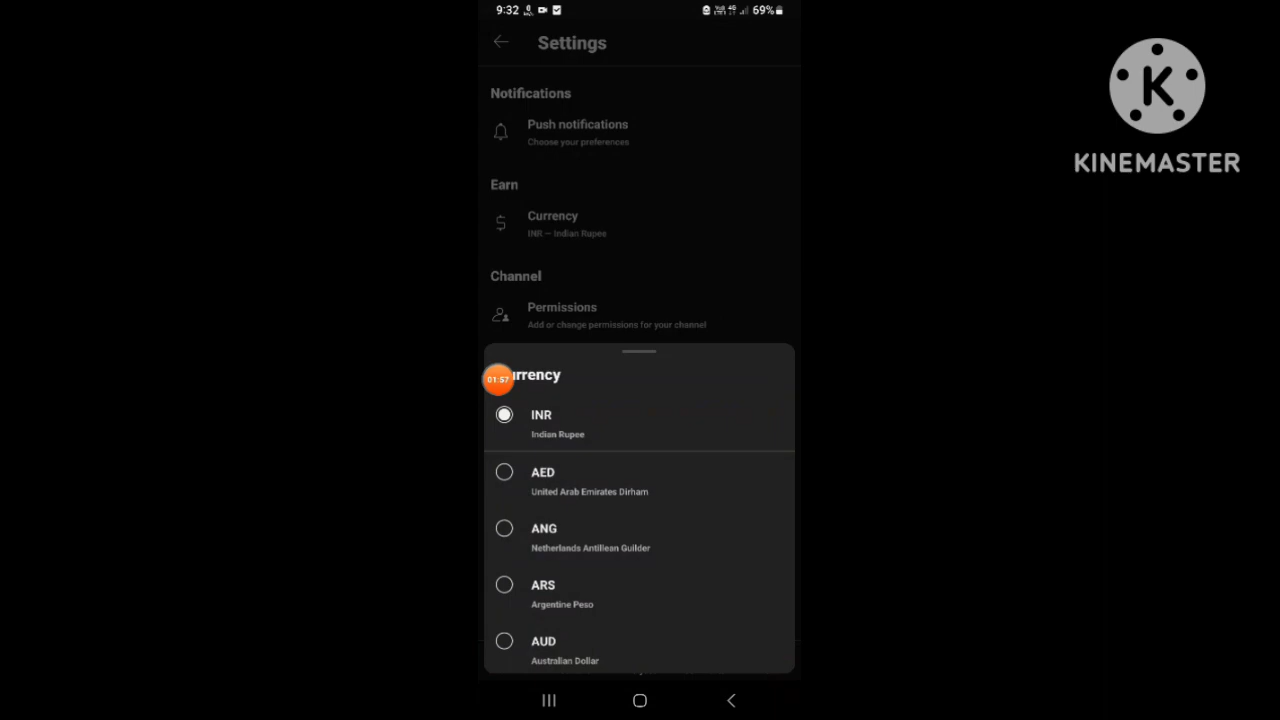 9:32
69%
Settings
Notifications
Push notifications
Choose your preferences
Earn
Currency
INR – Indian Rupee
Channel
Permissions
Add or change permissions for your channel
01:57
urrency
INR
Indian Rupee
AED
United Arab Emirates Dirham
ANG
Netherlands Antillean Guilder
ARS
Argentine Peso
AUD
Australian Dollar
K
KINEMASTER